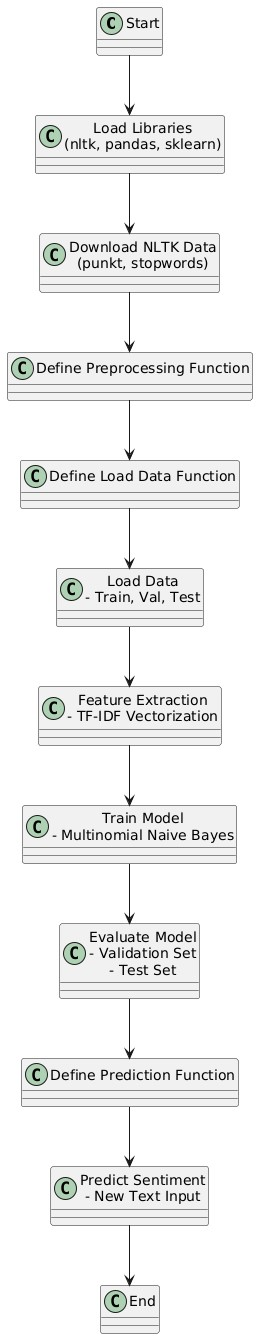 C Start
C Load Libraries
(nltk, pandas, sklearn)
C Download NLTK Data
(punkt, stopwords)
C Define Preprocessing Function
C Define Load Data Function
C Load Data
- Train, Val, Test
C Feature Extraction
- TF-IDF Vectorization
C Train Model
- Multinomial Naive Bayes
C Evaluate Model
- Validation Set
- Test Set
C Define Prediction Function
C Predict Sentiment
- New Text Input
C End